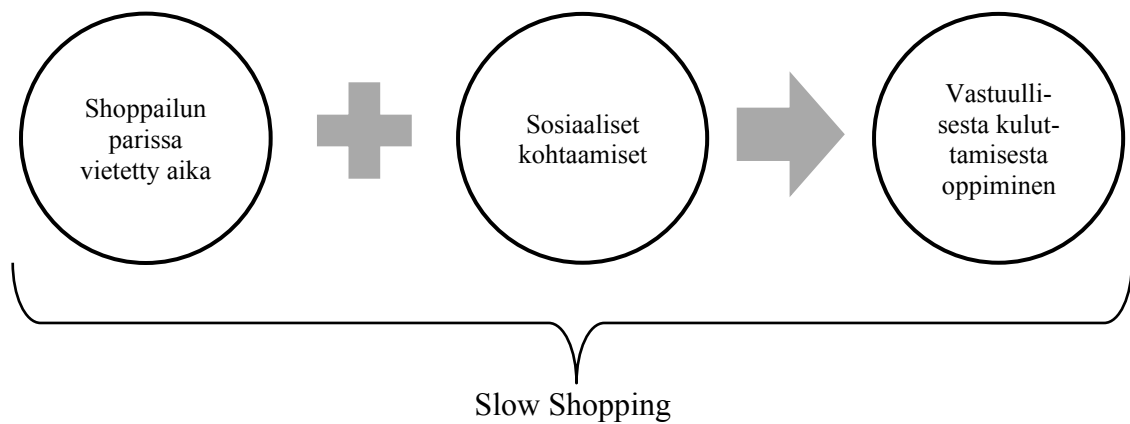 Shoppailun
parissa
vietetty aika
Sosiaaliset
kohtaamiset
Vastuulli-
sesta kulut-
tamisesta
oppiminen
Slow Shopping